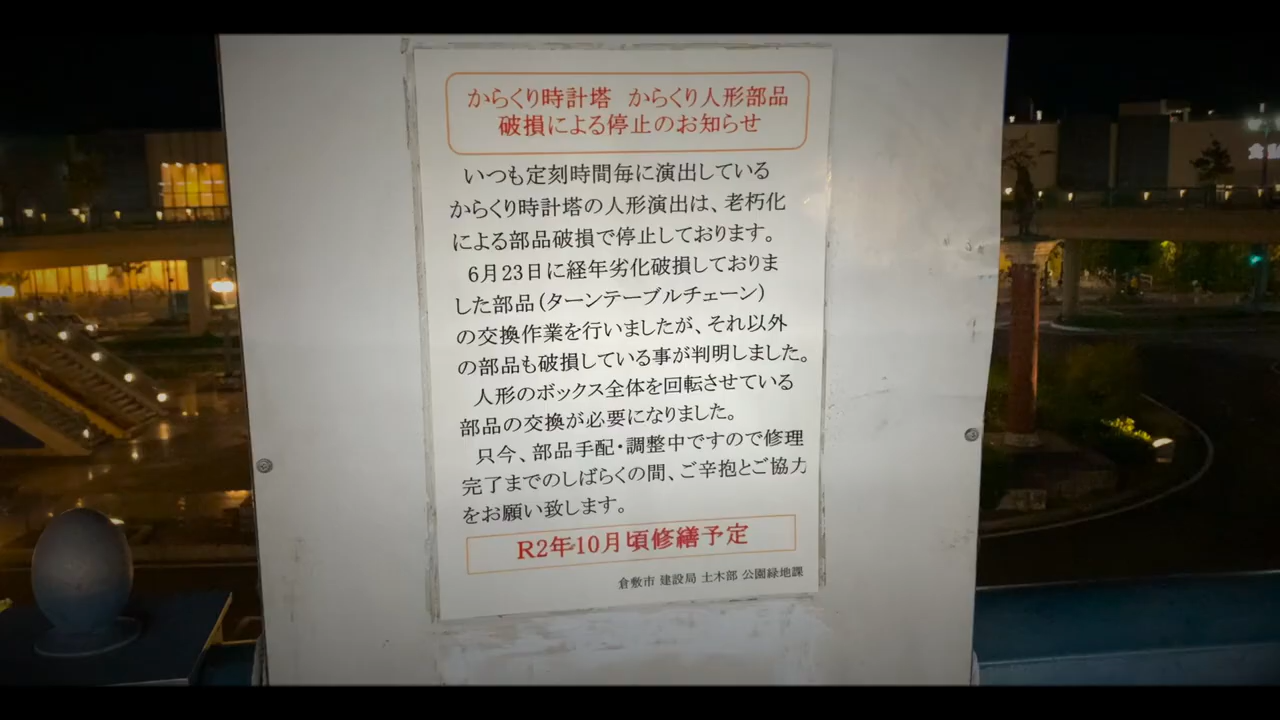 からくり時計塔 からくり人形部品
破損による停止のお知らせ
いつも定刻時間毎に演出している
からくり時計塔の人形演出は、老朽化
による部品破損で停止しております。
6月23日に経年劣化破損しておりま
した部品(ターンテーブルチェーン)
の交換作業を行いましたが、それ以外
の部品も破損している事が判明しました。
人形のボックス全体を回転させている
部品の交換が必要になりました。
只今、部品手配・調整中ですので修理
完了までのしばらくの間、ご辛抱とご協力
をお願い致します。
R2年10月頃修繕予定
倉敷市 建設局 土木部 公園緑地課